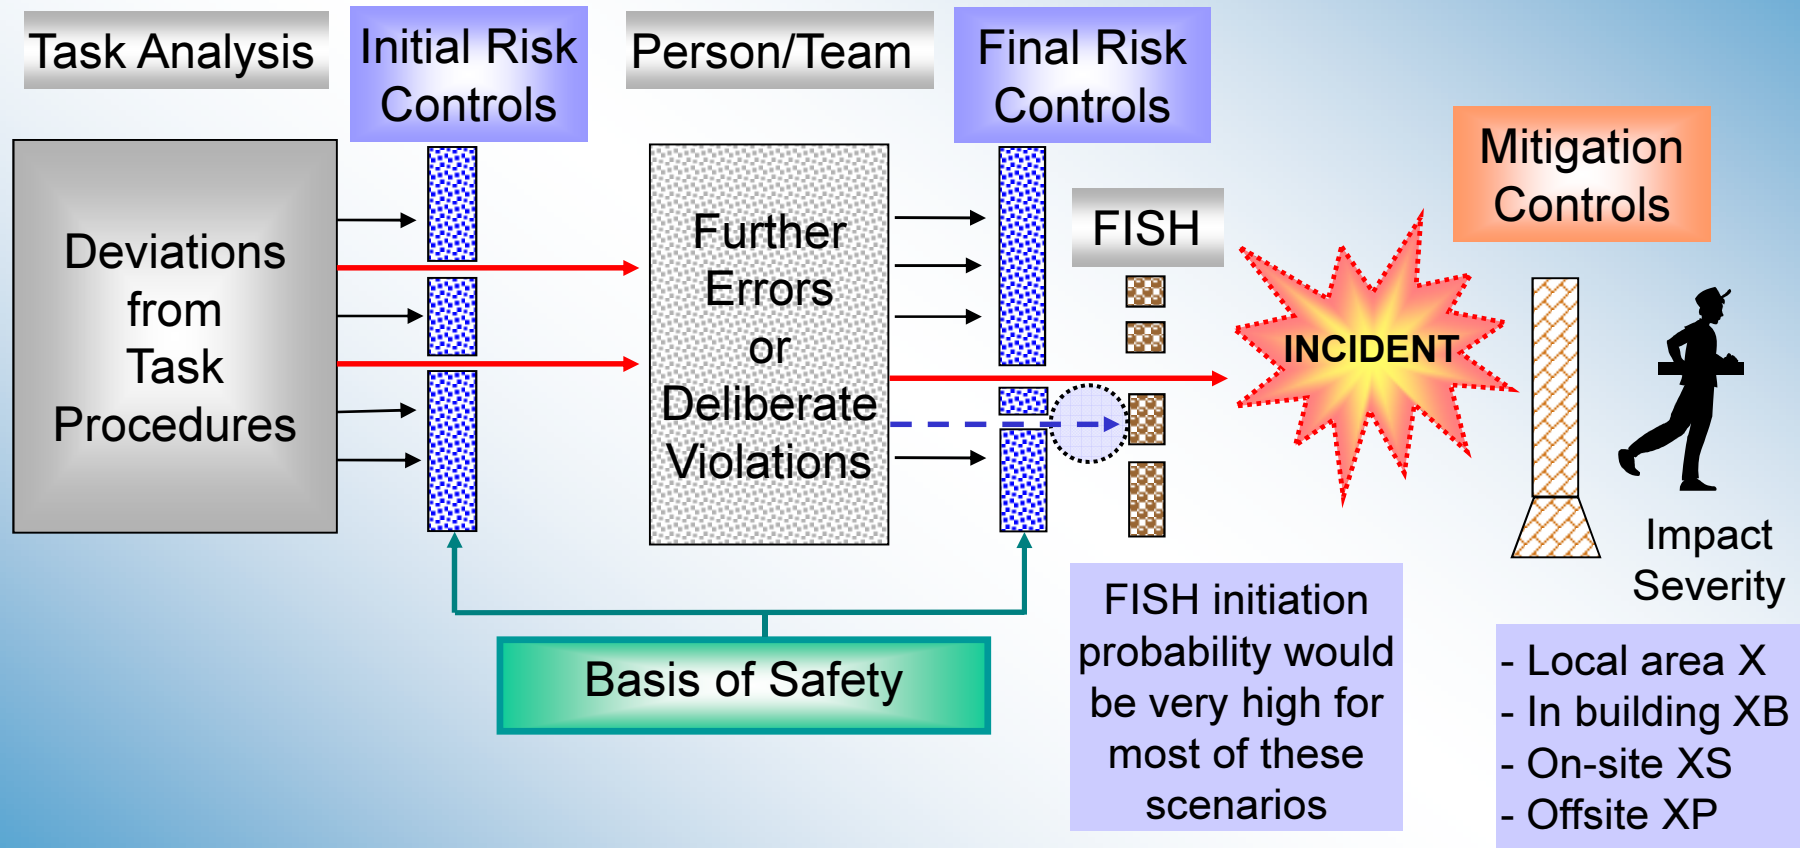 Task Analysis
Initial Risk
Controls
Person/Team
Final Risk
Controls
Mitigation
Controls
FISH
Deviations
from
Task
Procedures
Further
Errors
or
Deliberate
Violations
INCIDENT
Impact
Severity
Basis of Safety
FISH initiation
probability would
be very high for
most of these
scenarios
- Local area X
- In building XB
- On-site XS
- Offsite XP